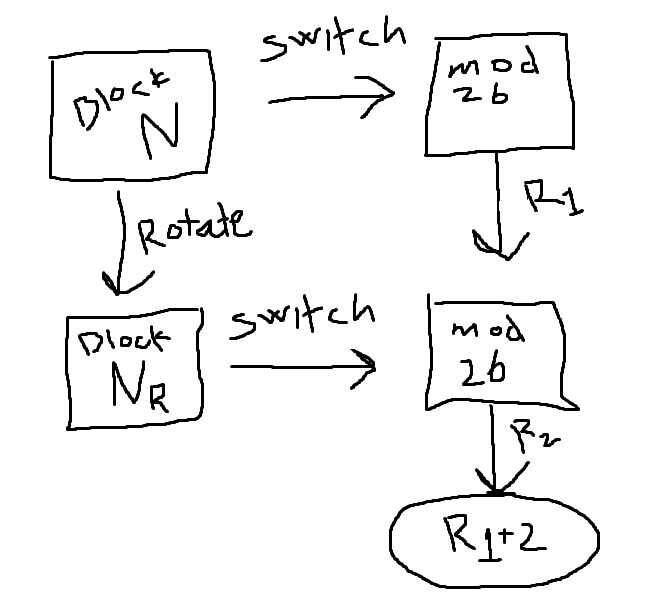 switch
Block
N
mod
26
R1
Rotate
Block
NR
switch
mod
26
R2
R1+2